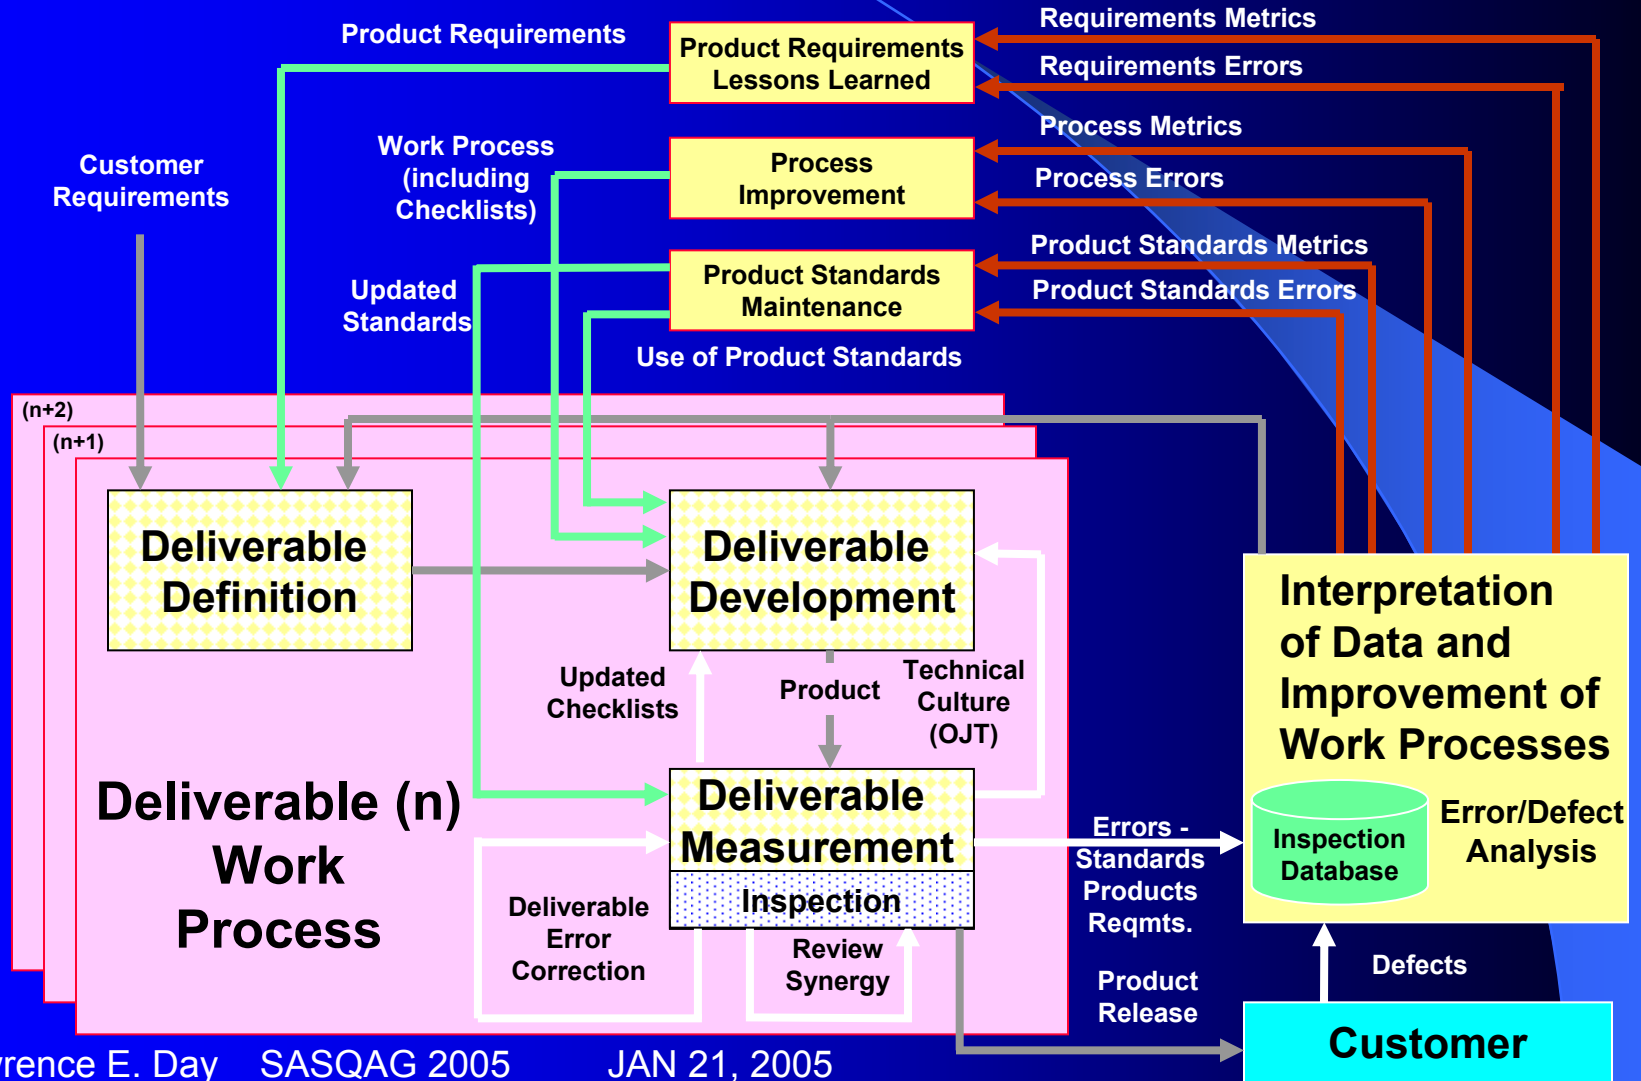 Requirements Metrics
Product Requirements
Product Requirements
Lessons Learned
Requirements Errors
Process Metrics
Work Process
(including
Checklists)
Customer
Requirements
Process
Improvement
Process Errors
Product Standards Metrics
Updated
Standards
Product Standards
Maintenance
Product Standards Errors
Use of Product Standards
(n+2)
(n+1)
Deliverable
Definition
Deliverable
Development
Interpretation
of Data and
Improvement of
Work Processes
Updated
Checklists
Product
Technical
Culture
(OJT)
Deliverable (n)
Work
Process
Deliverable
Measurement
Inspection
Errors -
Standards
Products
Reqmts.
Inspection
Database
Error/Defect
Analysis
Deliverable
Error
Correction
Review
Synergy
Product
Release
Defects
Customer
rence E. Day SASQAG 2005 JAN 21, 2005